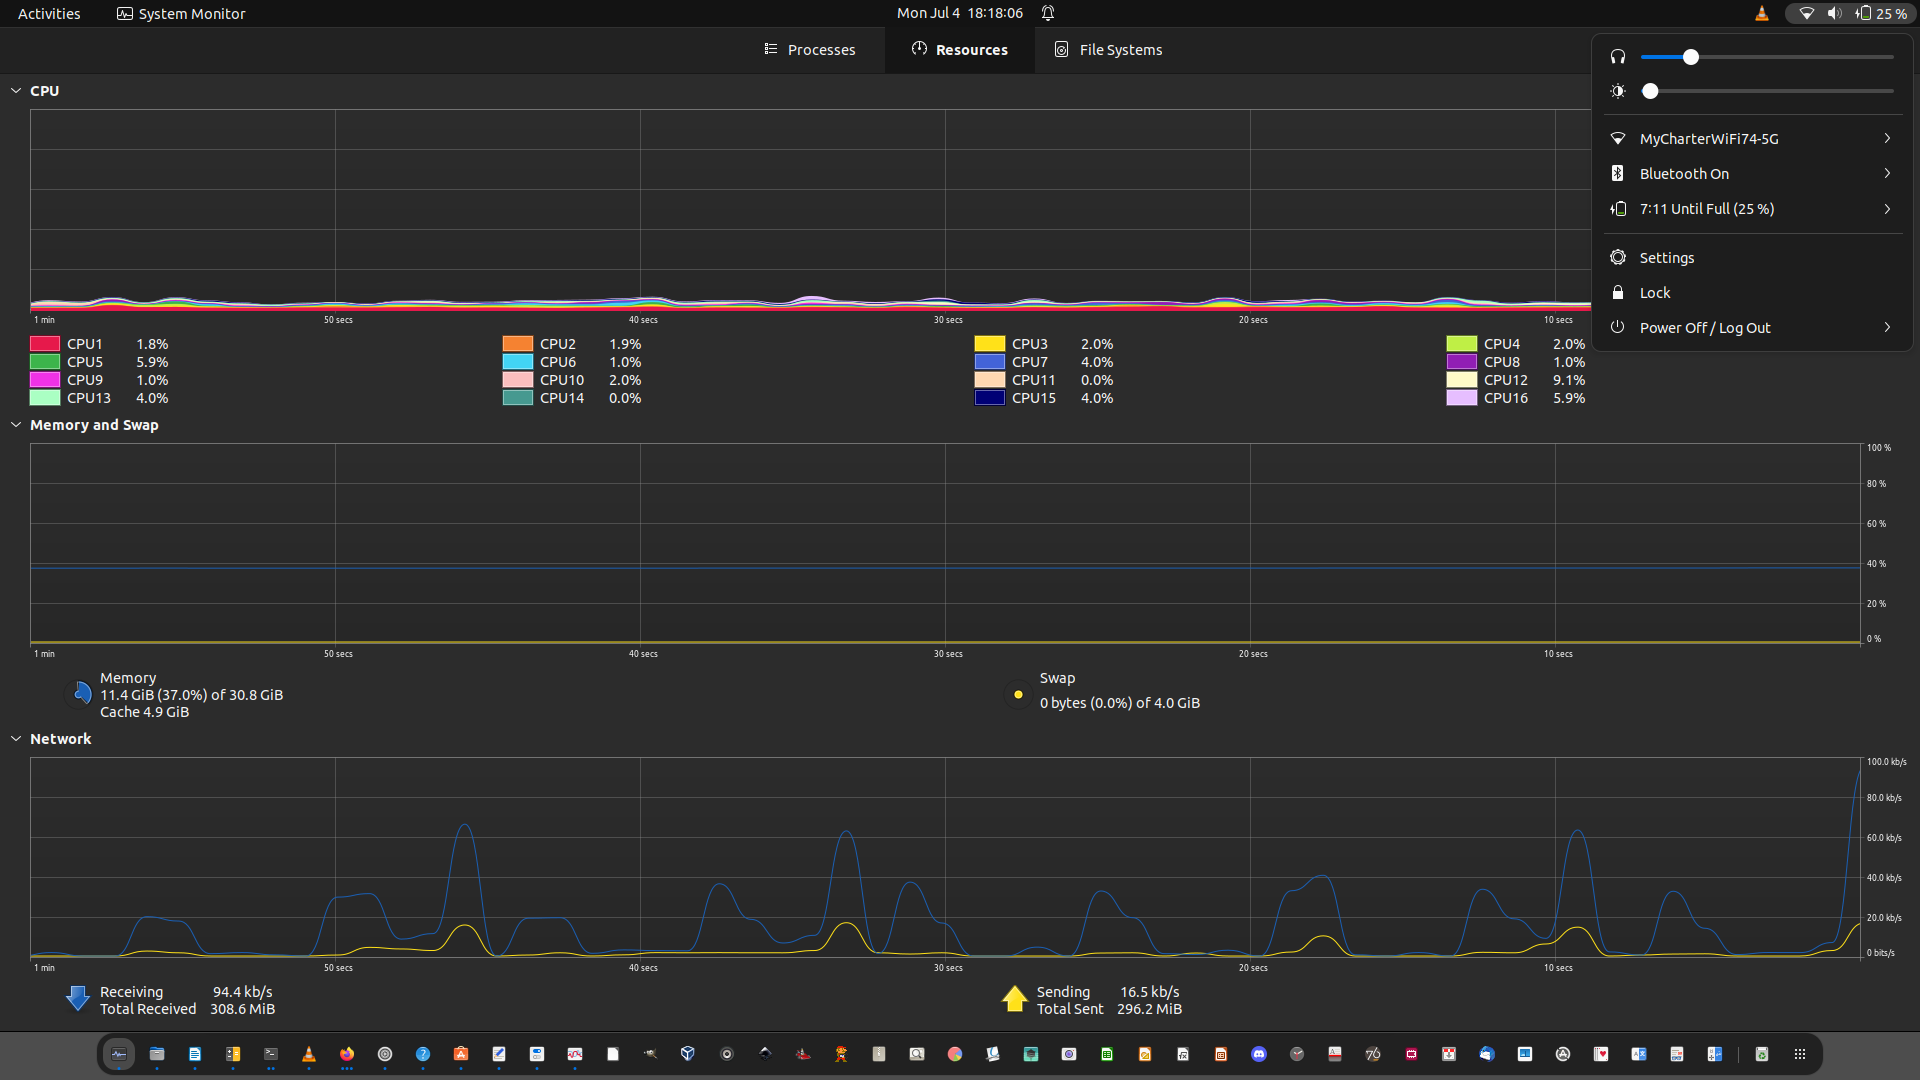 Activities
System Monitor
Mon Jul 4 18:18:06
25 %
Processes
Resources
File Systems
MyCharterWiFi74-5G
Bluetooth On
7:11 Until Full (25 %)
Settings
Lock
Power Off / Log Out
CPU
1 min 50 secs 40 secs 30 secs 20 secs 10 secs
CPU1 1.8% CPU2 1.9% CPU3 2.0% CPU4 2.0%
CPU5 5.9% CPU6 1.0% CPU7 4.0% CPU8 1.0%
CPU9 1.0% CPU10 2.0% CPU11 0.0% CPU12 9.1%
CPU13 4.0% CPU14 0.0% CPU15 4.0% CPU16 5.9%
Memory and Swap
100 %
80 %
60 %
40 %
20 %
0 %
1 min 50 secs 40 secs 30 secs 20 secs 10 secs
Memory
11.4 GiB (37.0%) of 30.8 GiB
Cache 4.9 GiB
Swap
0 bytes (0.0%) of 4.0 GiB
Network
100.0 kb/s
80.0 kb/s
60.0 kb/s
40.0 kb/s
20.0 kb/s
0 bits/s
1 min 50 secs 40 secs 30 secs 20 secs 10 secs
Receiving 94.4 kb/s
Total Received 308.6 MiB
Sending 16.5 kb/s
Total Sent 296.2 MiB
76